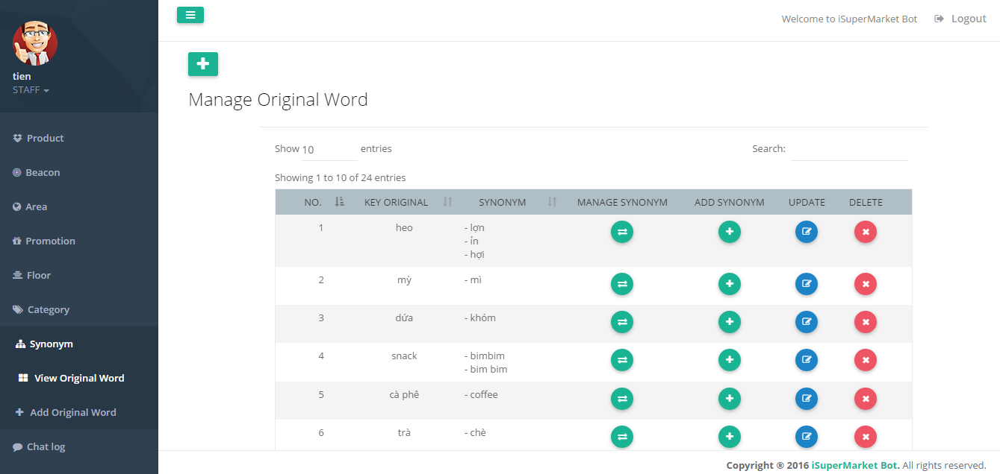 tien
STAFF
Product
Beacon
Area
Promotion
Floor
Category
Synonym
View Original Word
Add Original Word
Chat log
Welcome to iSuperMarket Bot Logout
Manage Original Word
Show 10 entries Search:
Showing 1 to 10 of 24 entries
NO. KEY ORIGINAL SYNONYM MANAGE SYNONYM ADD SYNONYM UPDATE DELETE
1 heo - lợn
- ỉn
- hợi
2 mỳ - mì
3 dứa - khóm
4 snack - bimbim
- bim bim
5 cà phê - coffee
6 trà - chè
Copyright ® 2016 iSuperMarket Bot. All rights reserved.